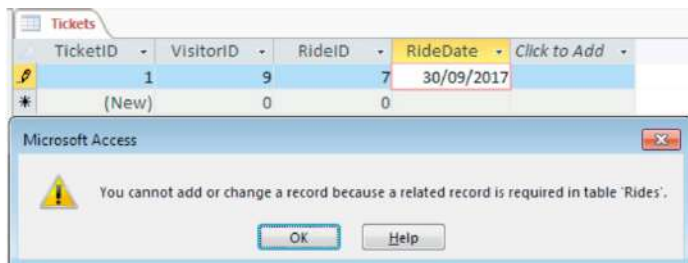 Tickets
TicketID VisitorID RideID RideDate Click to Add
1 9 7 30/09/2017
(New) 0 0
Microsoft Access
You cannot add or change a record because a related record is required in table 'Rides'.
OK Help